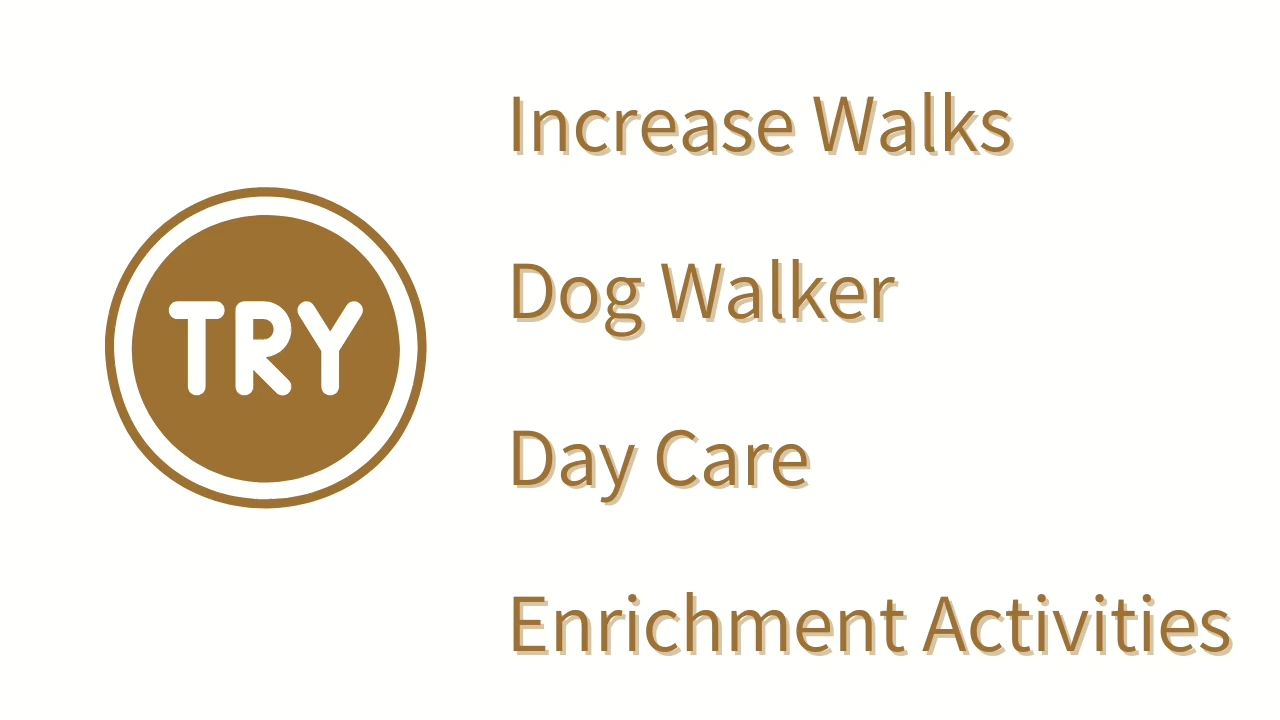 Increase Walks
TRY
Dog Walker
Day Care
Enrichment Activities